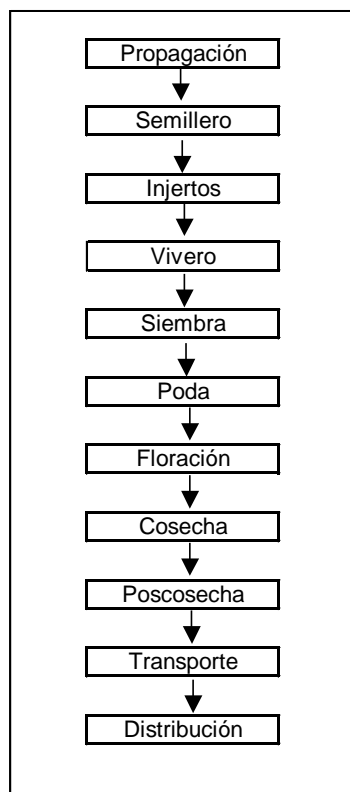 Propagación
Semillero
Injertos
Vivero
Siembra
Poda
Floración
Cosecha
Poscosecha
Transporte
Distribución